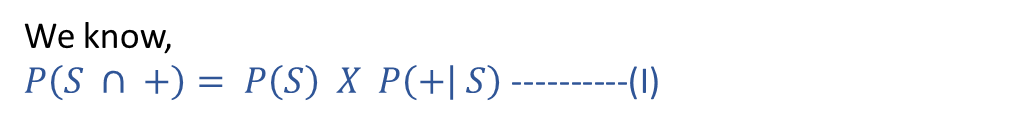 We know,
P(S ∩ +) = P(S) X P(+| S) ----------(I)